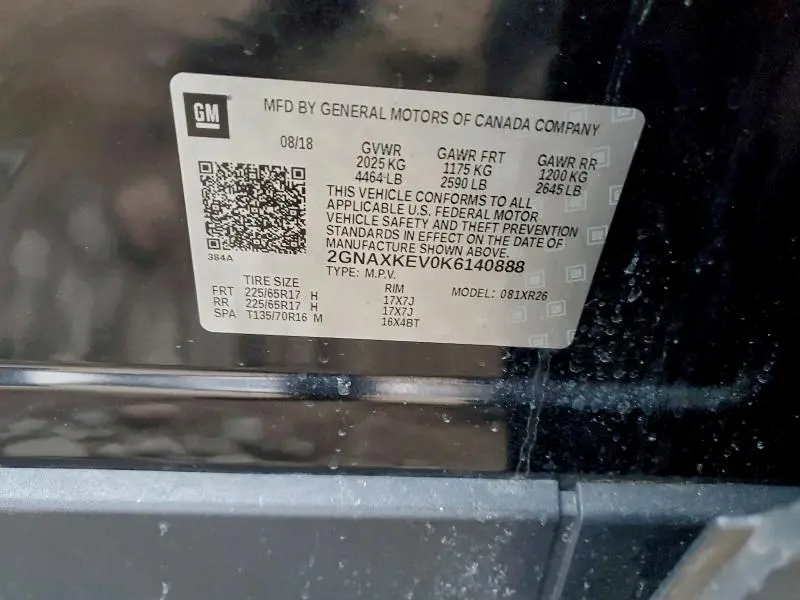 GM
MFD BY GENERAL MOTORS OF CANADA COMPANY
08/18 GVWR GAWR FRT GAWR RR
2025 KG 1175 KG 1200 KG
4464 LB 2590 LB 2645 LB
THIS VEHICLE CONFORMS TO ALL
APPLICABLE U.S. FEDERAL MOTOR
VEHICLE SAFETY AND THEFT PREVENTION
STANDARDS IN EFFECT ON THE DATE OF
MANUFACTURE SHOWN ABOVE.
384A
2GNAXKEV0K6140888
TYPE: M.P.V.
TIRE SIZE RIM MODEL: 081XR26
FRT 225/65R17 H 17X7J
RR 225/65R17 H 17X7J
SPA T135/70R16 M 16X4BT